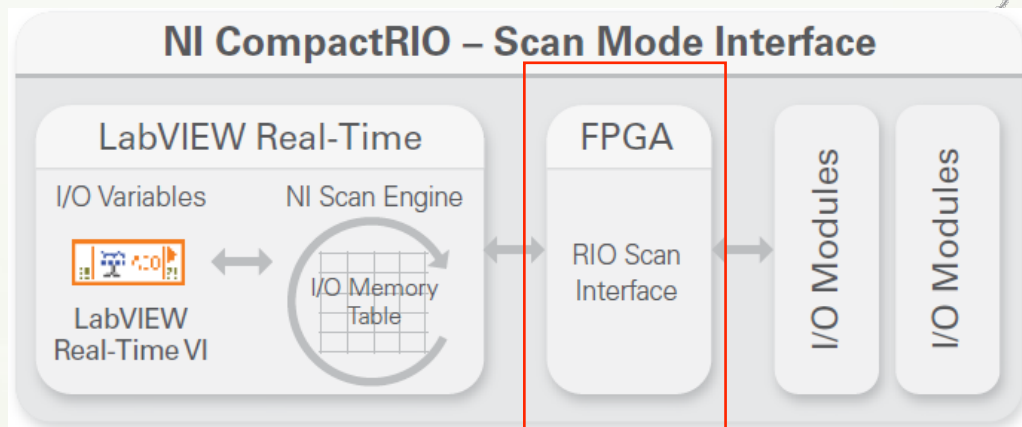 NI CompactRIO – Scan Mode Interface
LabVIEW Real-Time
I/O Variables
NI Scan Engine
LabVIEW
Real-Time VI
I/O Memory
Table
FPGA
RIO Scan
Interface
I/O Modules
I/O Modules